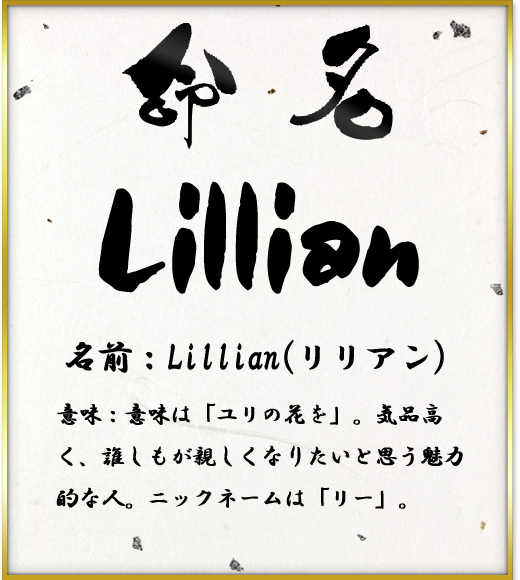 命名
Lillian
名前：Lillian(リリアン)
意味：意味は「ユリの花を」。気品高
く、誰しもが親しくなりたいと思う魅力
的な人。ニックネームは「リー」。